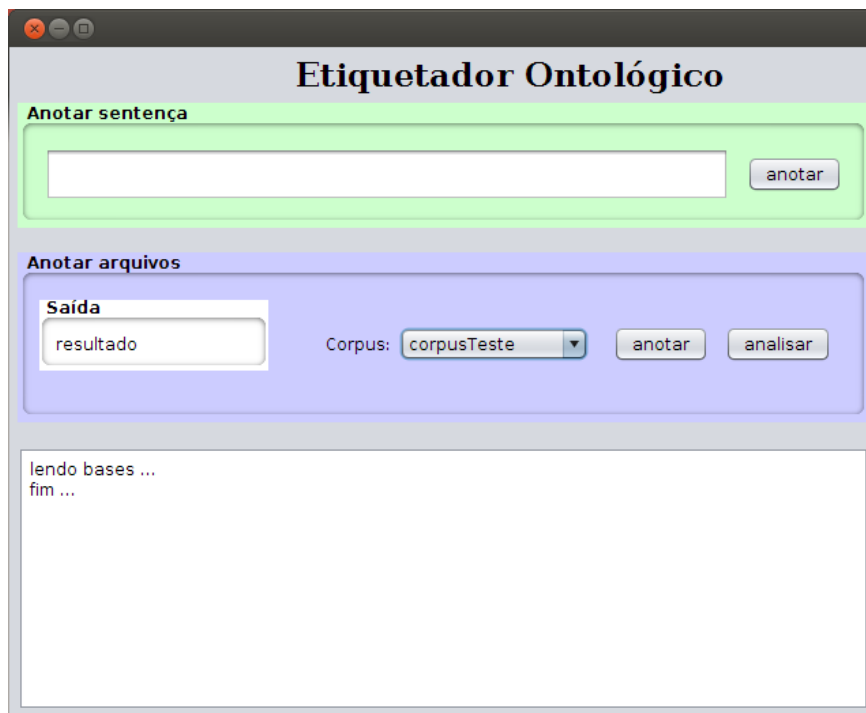 Etiquetador Ontológico
Anotar sentença
anotar
Anotar arquivos
Saída
resultado
Corpus:
corpusTeste
anotar
analisar
lendo bases ...
fim ...